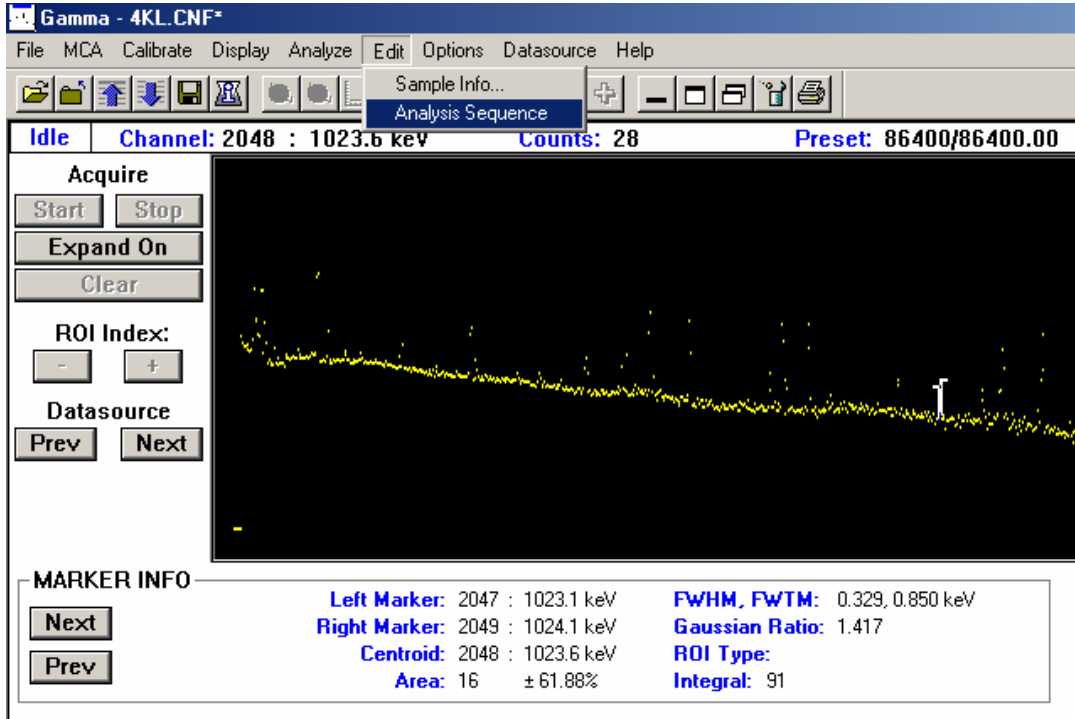 Gamma - 4KL.CNF*
File MCA Calibrate Display Analyze Edit Options Datasource Help
Sample Info...
Analysis Sequence
Idle Channel: 2048 : 1023.6 keV Counts: 28 Preset: 86400/86400.00
Acquire
Start Stop
Expand On
Clear
ROI Index:
- +
Datasource
Prev Next
MARKER INFO
Next
Prev
Left Marker: 2047 : 1023.1 keV FWHM, FWTM: 0.329, 0.850 keV
Right Marker: 2049 : 1024.1 keV Gaussian Ratio: 1.417
Centroid: 2048 : 1023.6 keV ROI Type:
Area: 16 ± 61.88% Integral: 91